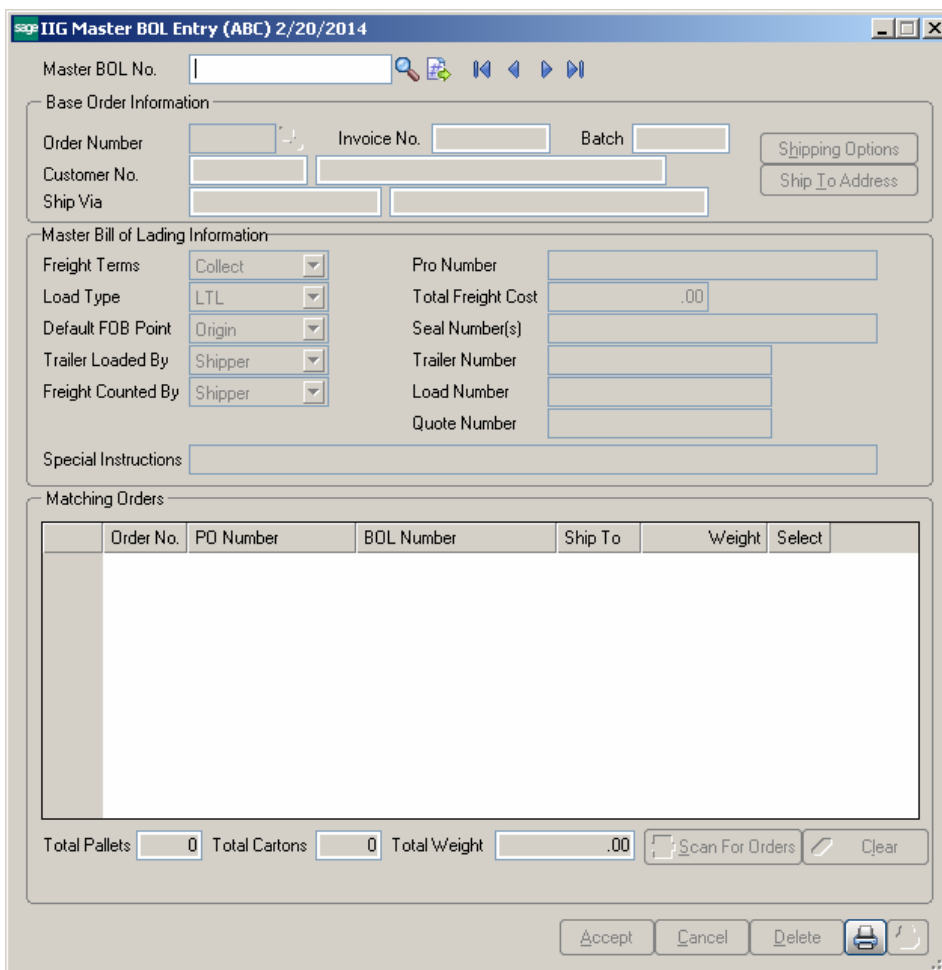 sage IIG Master BOL Entry (ABC) 2/20/2014
Master BOL No.
Base Order Information
Order Number Invoice No. Batch Shipping Options
Customer No. Ship To Address
Ship Via
Master Bill of Lading Information
Freight Terms Collect Pro Number
Load Type LTL Total Freight Cost .00
Default FOB Point Origin Seal Number(s)
Trailer Loaded By Shipper Trailer Number
Freight Counted By Shipper Load Number
Quote Number
Special Instructions
Matching Orders
Order No. PO Number BOL Number Ship To Weight Select
Total Pallets 0 Total Cartons 0 Total Weight .00 Scan For Orders Clear
Accept Cancel Delete